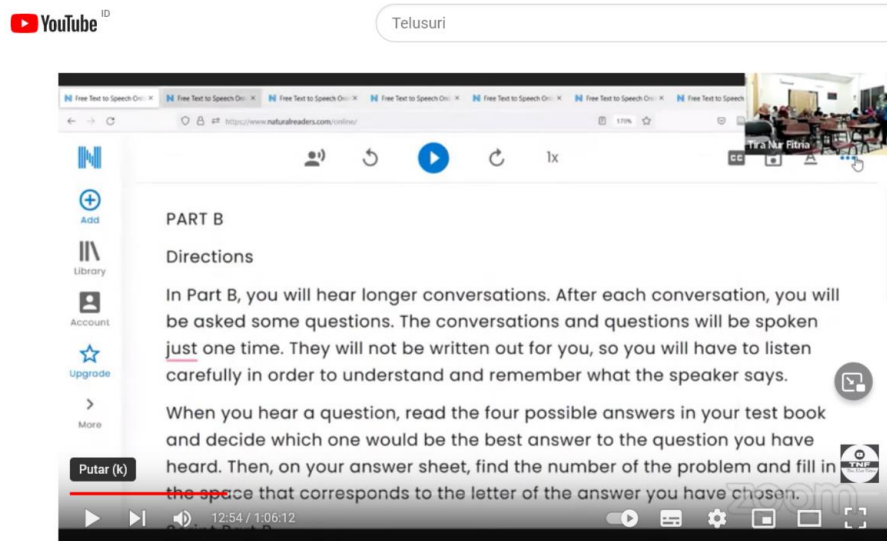 YouTube ID
Telusuri
Free Text to Speech Onl × Free Text to Speech Onl × Free Text to Speech Onl × Free Text to Speech Onl × Free Text to Speech Onl × Free Text to Speech Onl × Free Text to Speech
https://www.naturalreaders.com/online/ 170%
Tira Nur Fitria
1x CC A
Add
Library
Account
Upgrade
More
PART B
Directions
In Part B, you will hear longer conversations. After each conversation, you will
be asked some questions. The conversations and questions will be spoken
just one time. They will not be written out for you, so you will have to listen
carefully in order to understand and remember what the speaker says.
When you hear a question, read the four possible answers in your test book
and decide which one would be the best answer to the question you have
heard. Then, on your answer sheet, find the number of the problem and fill in
the space that corresponds to the letter of the answer you have chosen.
Putar (k)
TNF
zoom
12:54 / 1:06:12